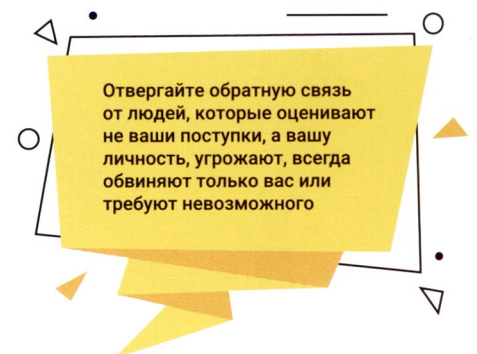 Отвергайте обратную связь
от людей, которые оценивают
не ваши поступки, а вашу
личность, угрожают, всегда
обвиняют только вас или
требуют невозможного